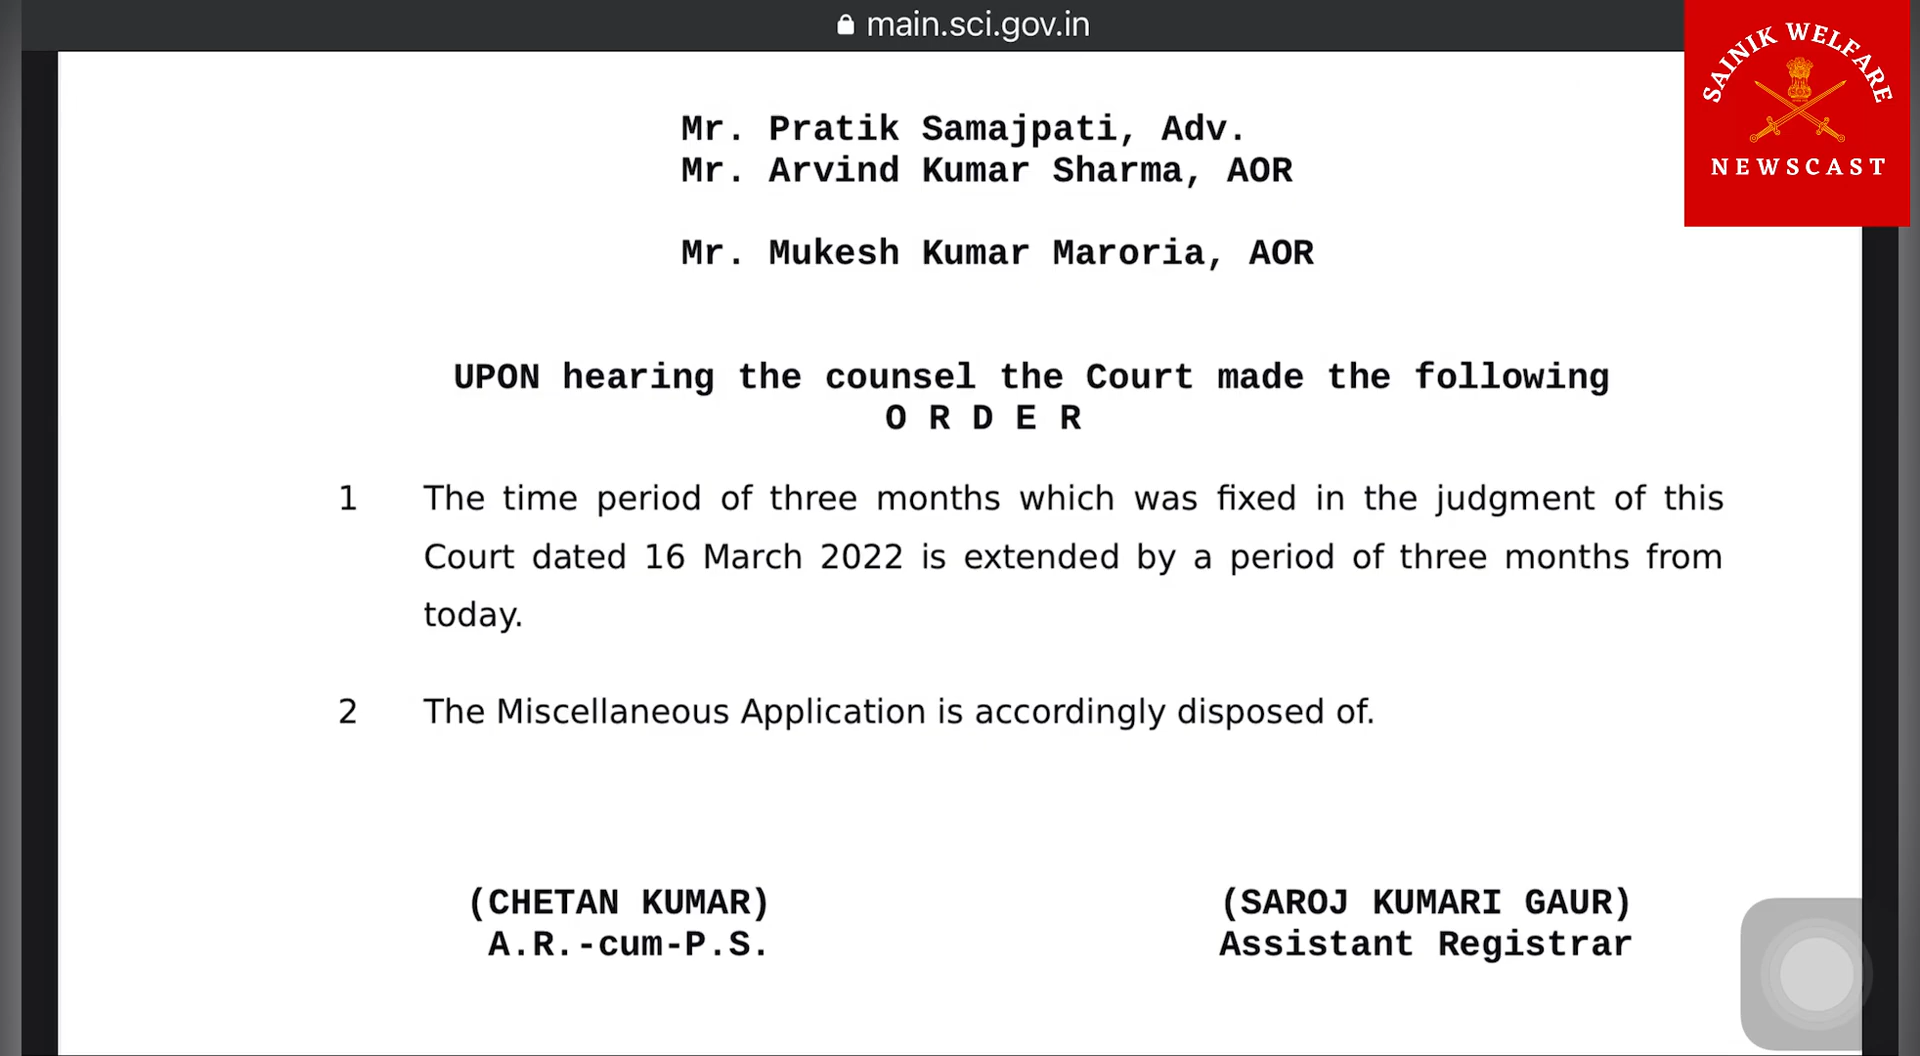 main.sci.gov.in
SAINIK WELFARE
NEWSCAST
Mr. Pratik Samajpati, Adv.
Mr. Arvind Kumar Sharma, AOR
Mr. Mukesh Kumar Maroria, AOR
UPON hearing the counsel the Court made the following
O R D E R
1 The time period of three months which was fixed in the judgment of this
Court dated 16 March 2022 is extended by a period of three months from
today.
2 The Miscellaneous Application is accordingly disposed of.
(CHETAN KUMAR) (SAROJ KUMARI GAUR)
A.R.-cum-P.S. Assistant Registrar